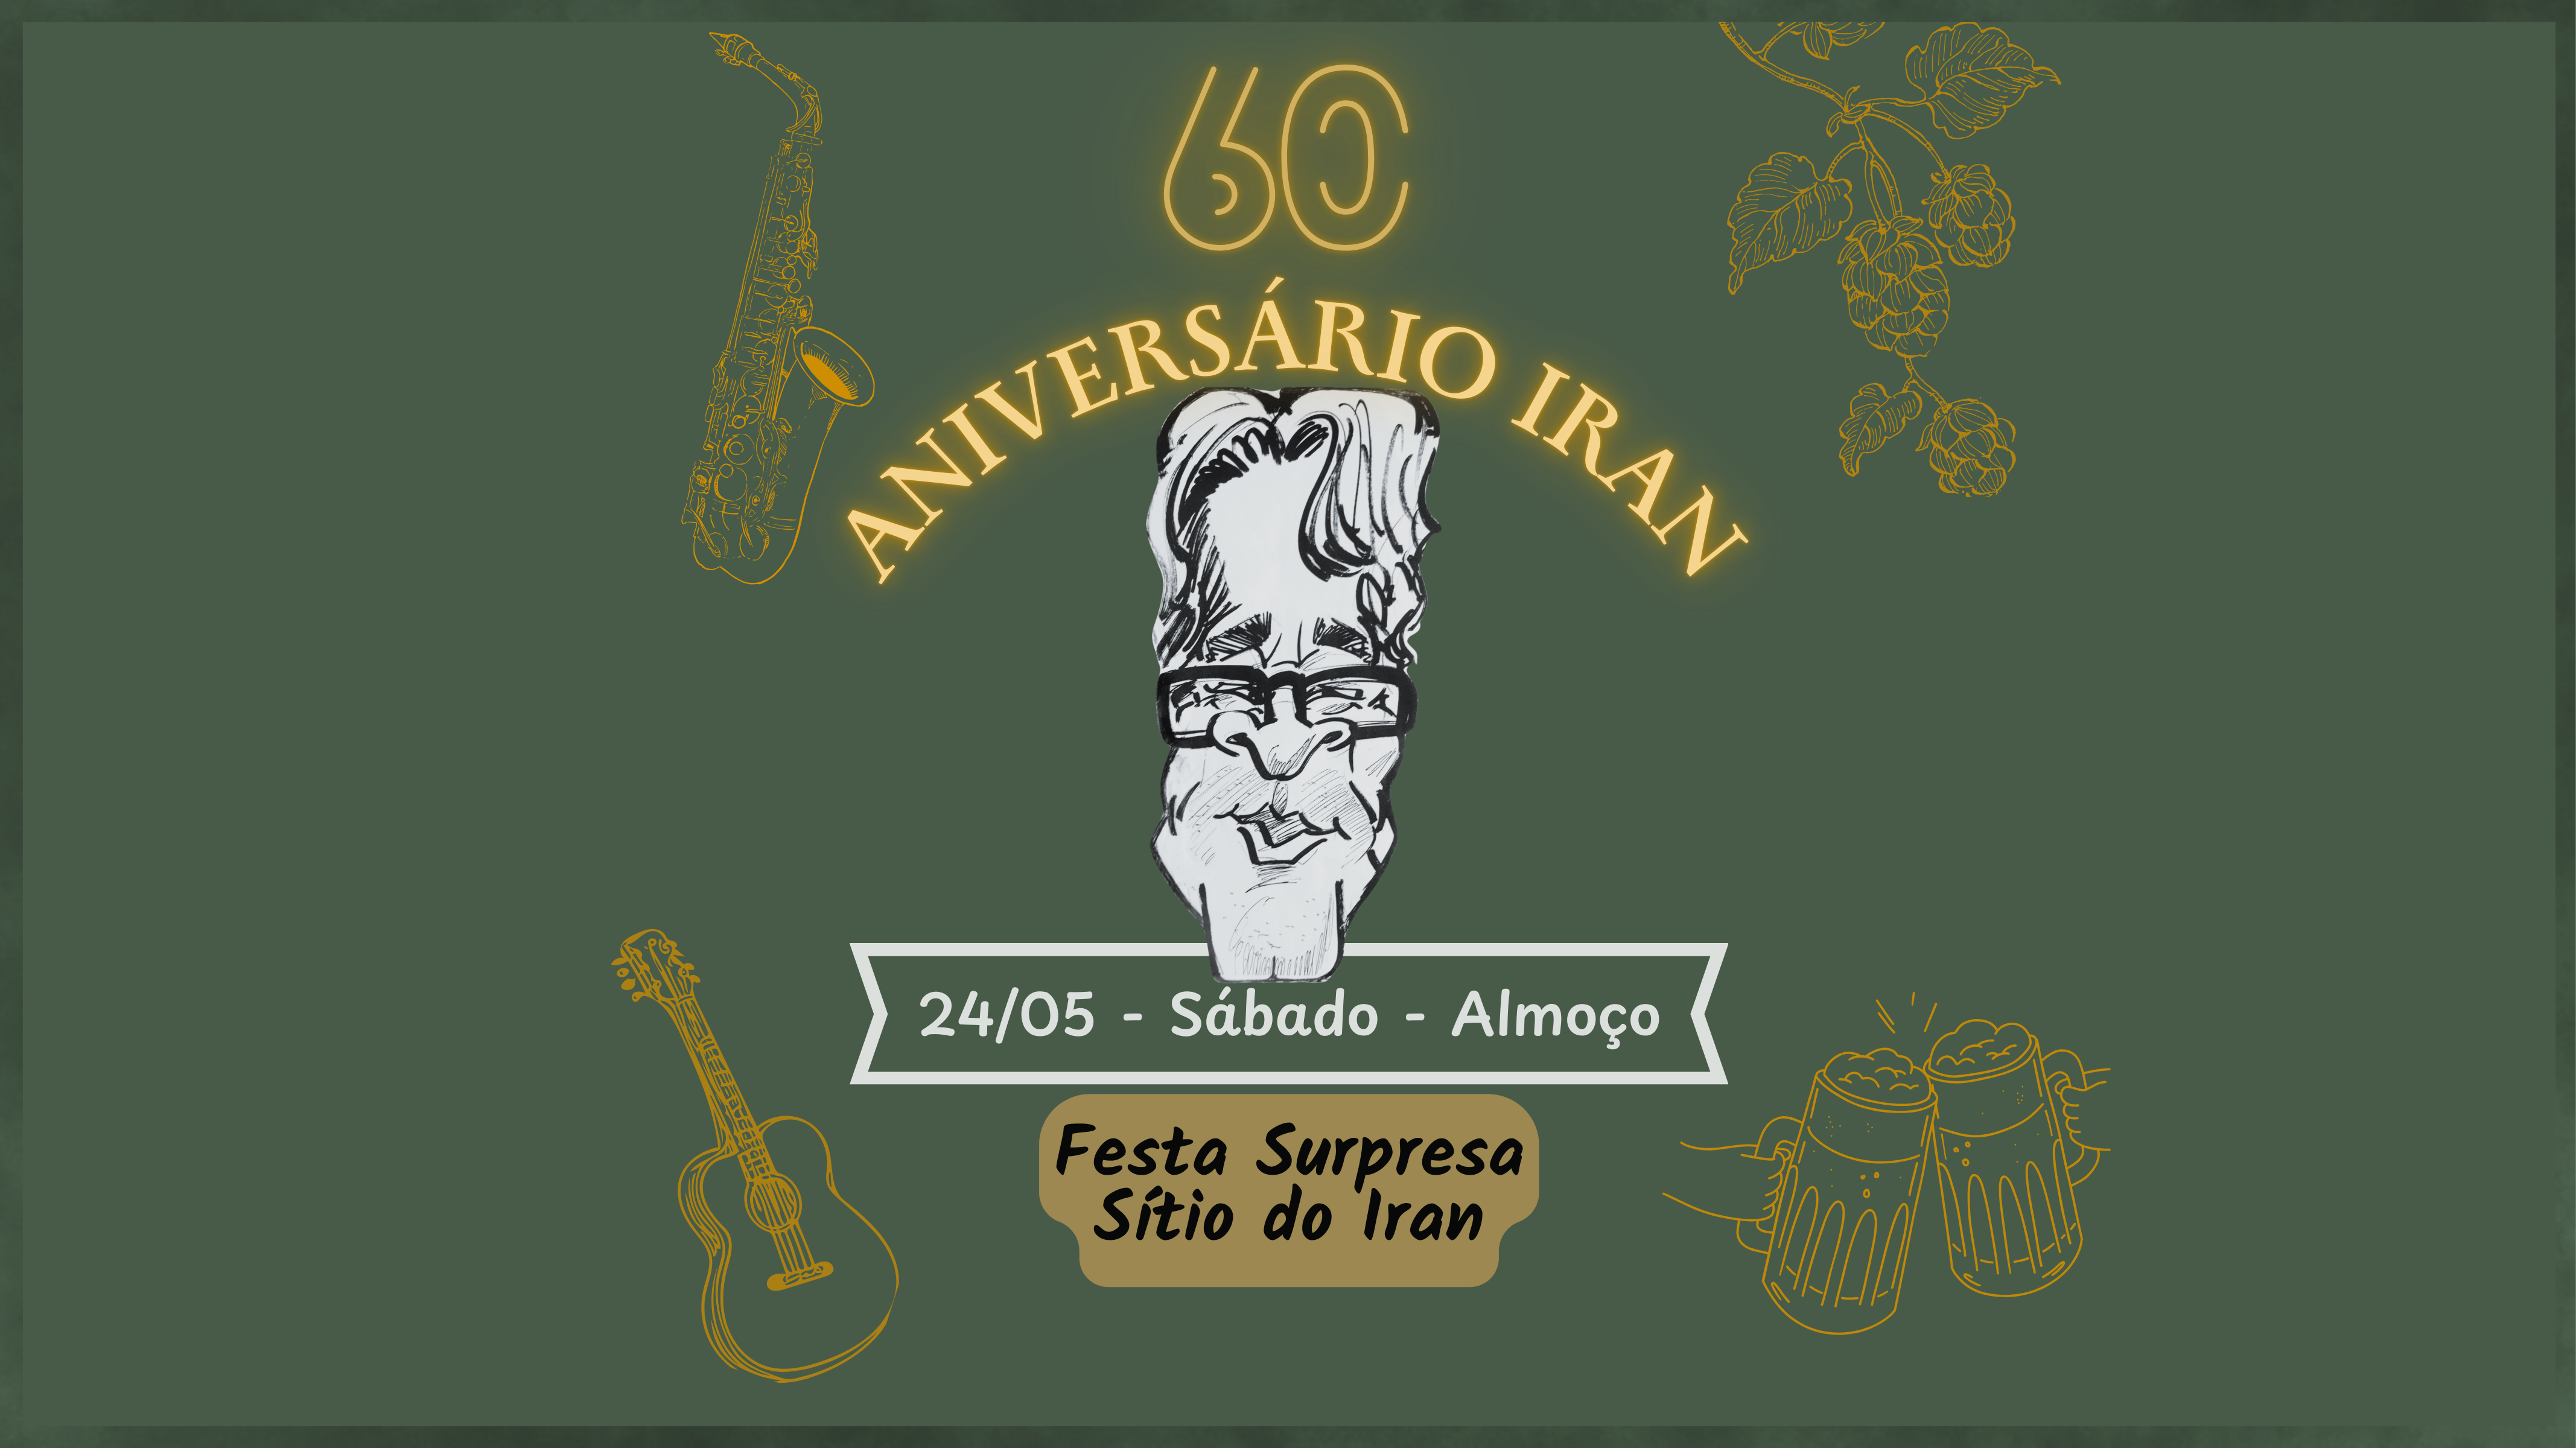 60
ANIVERSÁRIO IRAN
24/05 - Sábado - Almoço
Festa Surpresa
Sítio do Iran